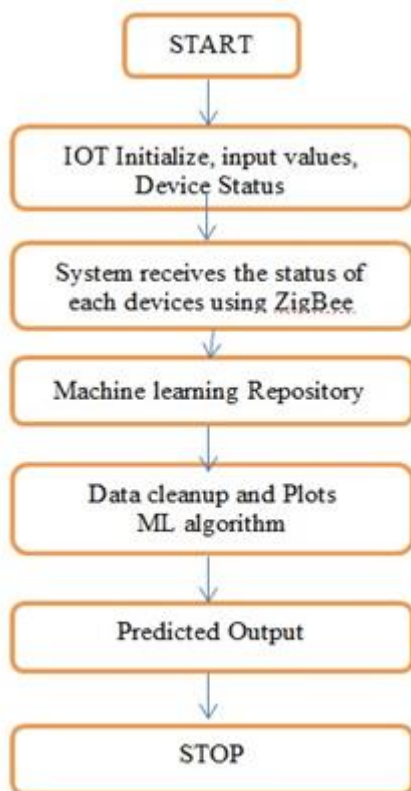 START
IOT Initialize, input values,
Device Status
System receives the status of
each devices using ZigBee
Machine learning Repository
Data cleanup and Plots
ML algorithm
Predicted Output
STOP